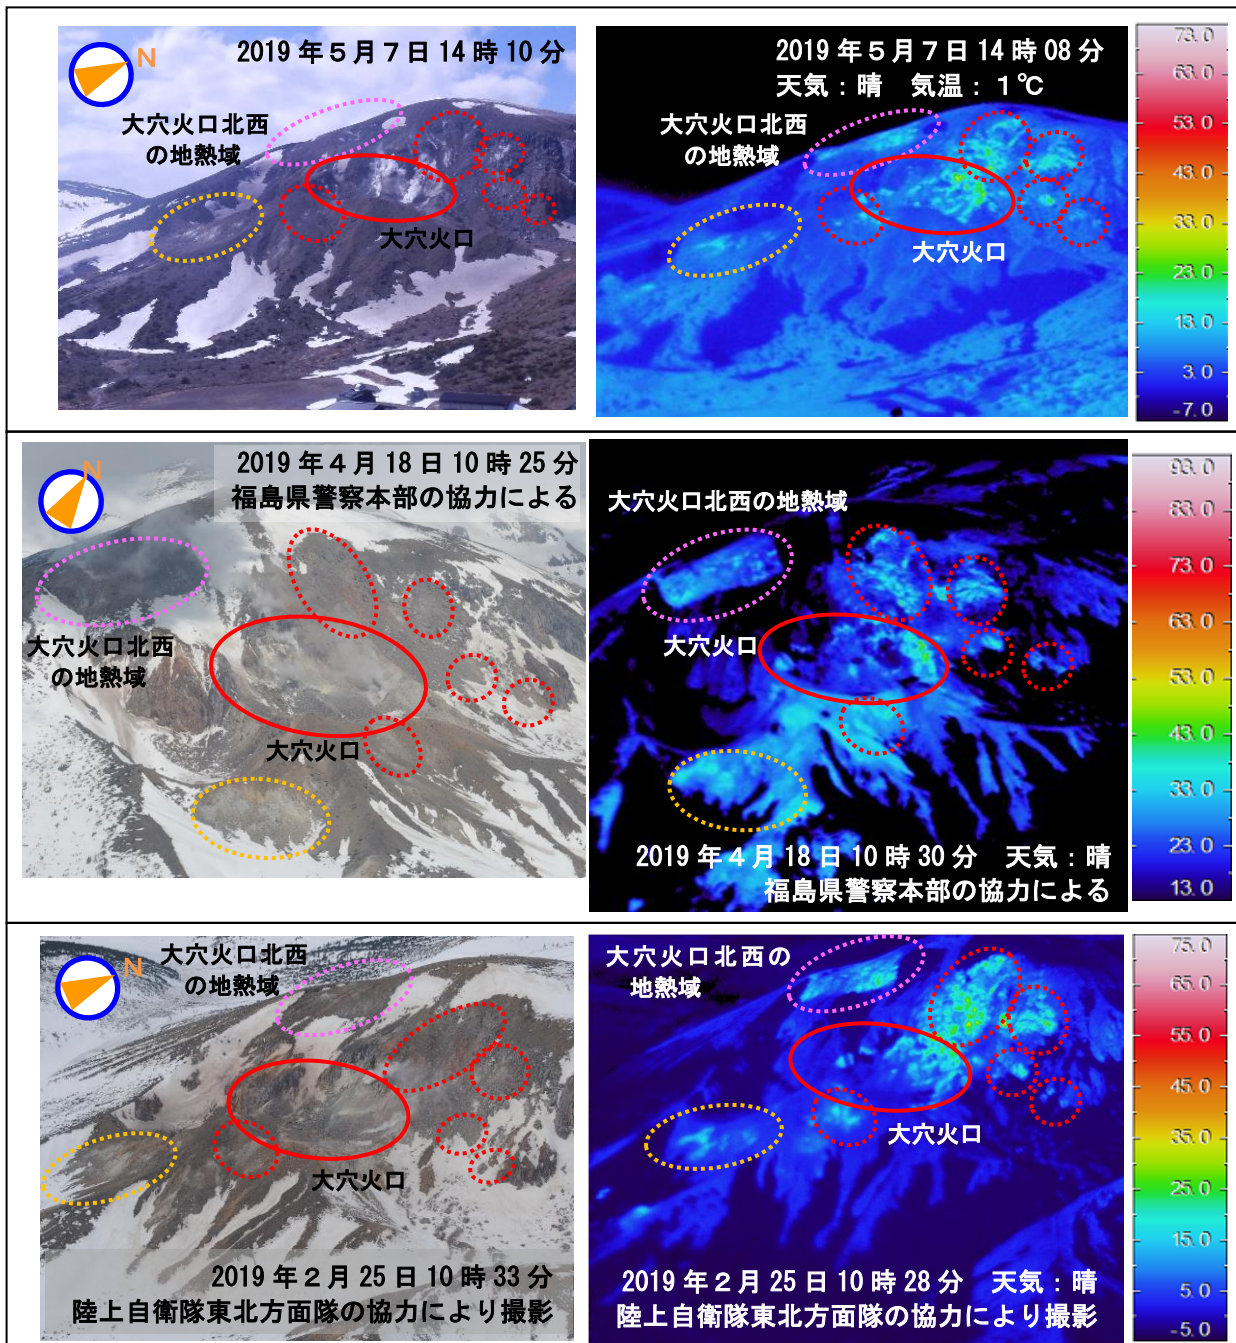 2019年5月7日14時10分
N
大穴火口北西
の地熱域
大穴火口
2019年5月7日14時08分
天気：晴　気温：1℃
大穴火口北西
の地熱域
大穴火口
73.0
63.0
53.0
43.0
33.0
23.0
13.0
3.0
-7.0
2019年4月18日10時25分
福島県警察本部の協力による
N
大穴火口北西
の地熱域
大穴火口
大穴火口北西の地熱域
大穴火口
2019年4月18日10時30分　天気：晴
福島県警察本部の協力による
93.0
83.0
73.0
63.0
53.0
43.0
33.0
23.0
13.0
大穴火口北西
の地熱域
N
大穴火口
2019年2月25日10時33分
陸上自衛隊東北方面隊の協力により撮影
大穴火口北西の
地熱域
大穴火口
2019年2月25日10時28分　天気：晴
陸上自衛隊東北方面隊の協力により撮影
75.0
65.0
55.0
45.0
35.0
25.0
15.0
5.0
-5.0